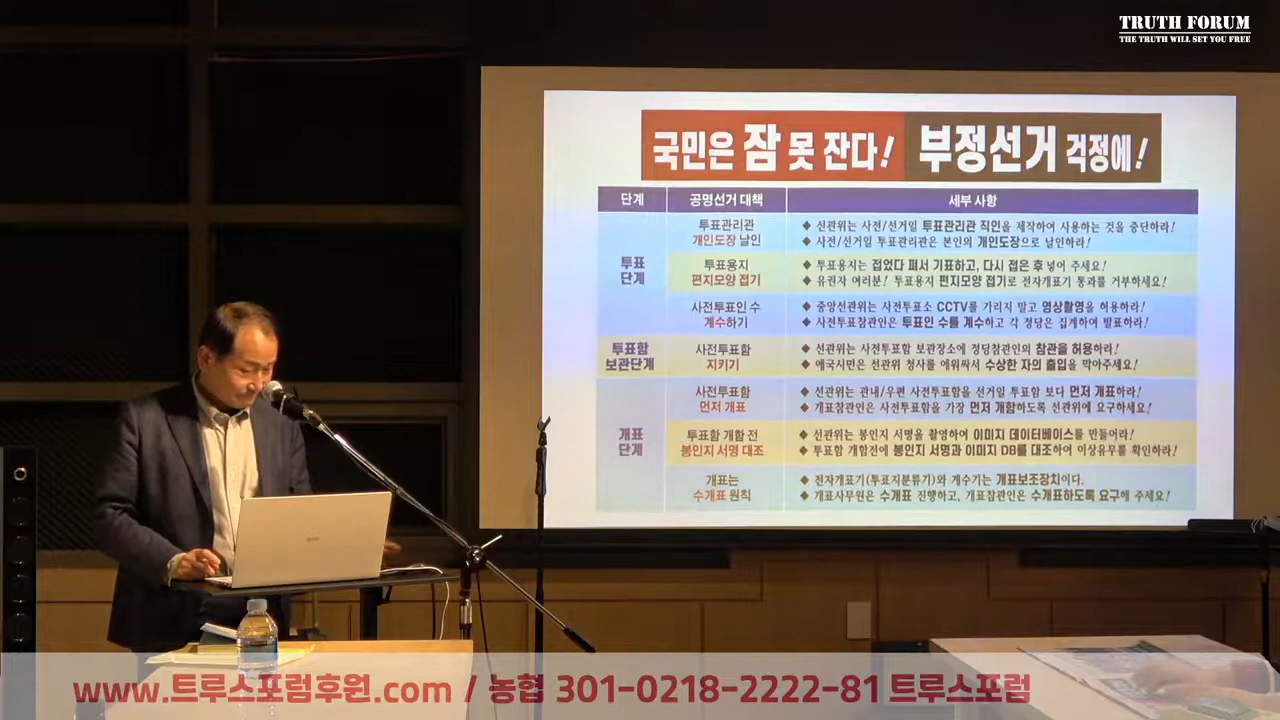 TRUTH FORUM
THE TRUTH WILL SET YOU FREE
국민은 잠 못 잔다! 부정선거 걱정에!
단계 공명선거 대책 세부 사항
투표 단계
투표관리관
개인도장 날인
◆ 선관위는 사전/선거일 투표관리관 직인을 제작하여 사용하는 것을 중단하라!
◆ 사전/선거일 투표관리관은 본인의 개인도장으로 날인하라!
투표용지
편지모양 접기
◆ 투표용지는 접었다 펴서 기표하고, 다시 접은 후 넣어 주세요!
◆ 유권자 여러분! 투표용지 편지모양 접기로 전자개표기 통과를 거부하세요!
사전투표인 수
계수하기
◆ 중앙선관위는 사전투표소 CCTV를 가리지 말고 영상촬영을 허용하라!
◆ 사전투표참관인은 투표인 수를 계수하고 각 정당은 집계하여 발표하라!
투표함
보관단계
사전투표함
지키기
◆ 선관위는 사전투표함 보관장소에 정당참관인의 참관을 허용하라!
◆ 애국시민은 선관위 청사를 에워싸서 수상한 자의 출입을 막아주세요!
개표
단계
사전투표함
먼저 개표
◆ 선관위는 관내/우편 사전투표함을 선거일 투표함 보다 먼저 개표하라!
◆ 개표참관인은 사전투표함을 가장 먼저 개함하도록 선관위에 요구하세요!
투표함 개함 전
봉인지 서명 대조
◆ 선관위는 봉인지 서명을 촬영하여 이미지 데이터베이스를 만들어라!
◆ 투표함 개함전에 봉인지 서명과 이미지 DB를 대조하여 이상유무를 확인하라!
개표는
수개표 원칙
◆ 전자개표기(투표지분류기)와 계수기는 개표보조장치이다.
◆ 개표사무원은 수개표 진행하고, 개표참관인은 수개표하도록 요구해 주세요!
www.트루스포럼후원.com / 농협 301-0218-2222-81 트루스포럼